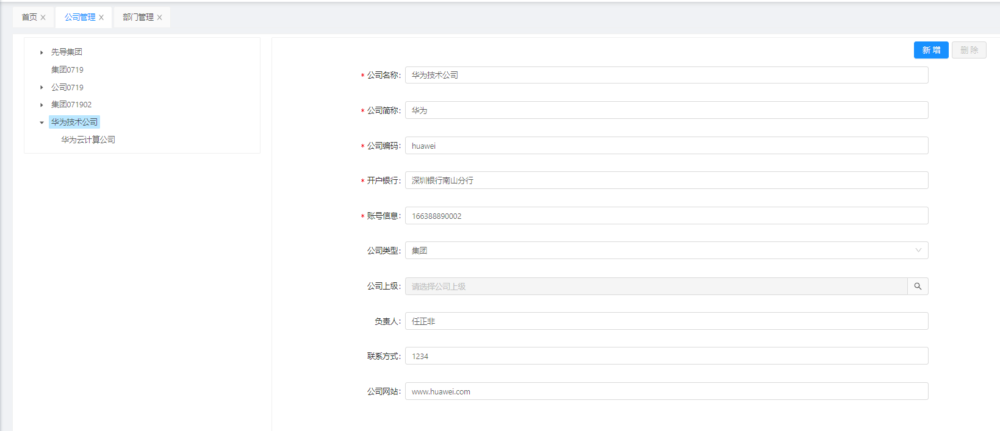 首页 X 公司管理 X 部门管理 X
先导集团
集团0719
公司0719
集团071902
华为技术公司
华为云计算公司
新 增 删 除
* 公司名称: 华为技术公司
* 公司简称: 华为
* 公司编码: huawei
* 开户银行: 深圳银行南山分行
* 账号信息: 166388890002
公司类型: 集团
公司上级: 请选择公司上级
负责人: 任正非
联系方式: 1234
公司网站: www.huawei.com